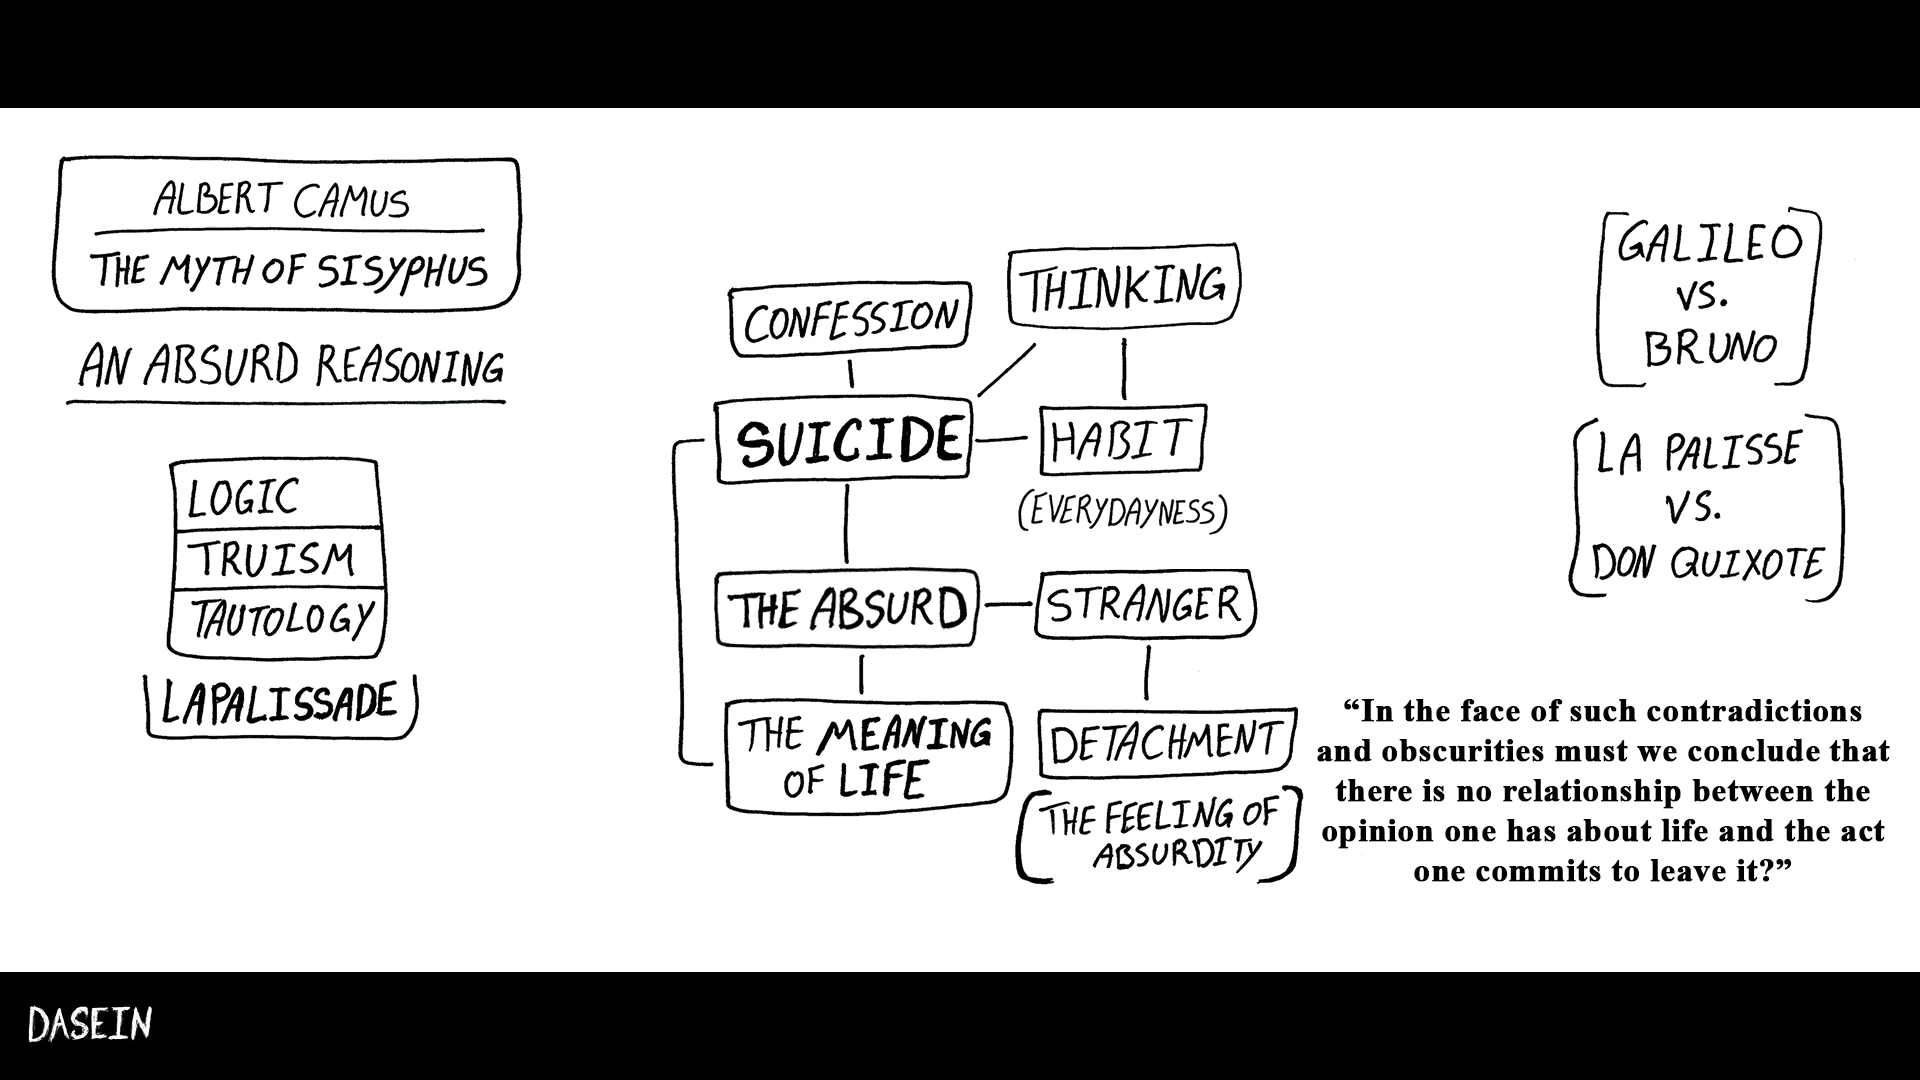 ALBERT CAMUS
THE MYTH OF SISYPHUS
AN ABSURD REASONING
LOGIC
TRUISM
TAUTOLOGY
LAPALISSADE
CONFESSION
THINKING
SUICIDE
HABIT
(EVERYDAYNESS)
THE ABSURD
STRANGER
THE MEANING
OF LIFE
DETACHMENT
THE FEELING OF
ABSURDITY
GALILEO
VS.
BRUNO
LA PALISSE
VS.
DON QUIXOTE
“In the face of such contradictions
and obscurities must we conclude that
there is no relationship between the
opinion one has about life and the act
one commits to leave it?”
DASEIN